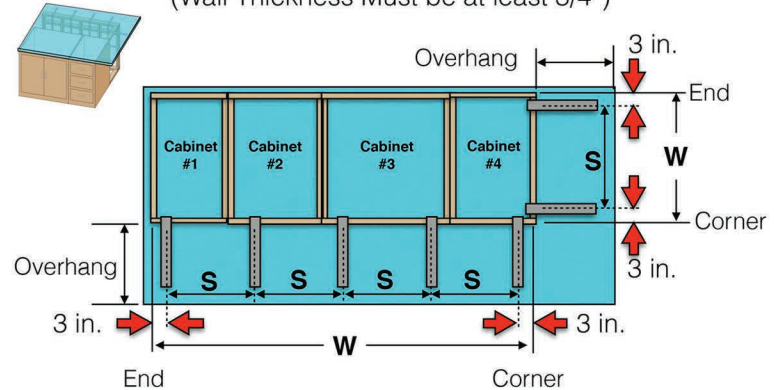 (Wall Thickness Must be at least 3/4")
Overhang
3 in.
End
Cabinet
#1
Cabinet
#2
Cabinet
#3
Cabinet
#4
S
W
Corner
3 in.
Overhang
S
S
S
S
3 in.
3 in.
W
End
Corner